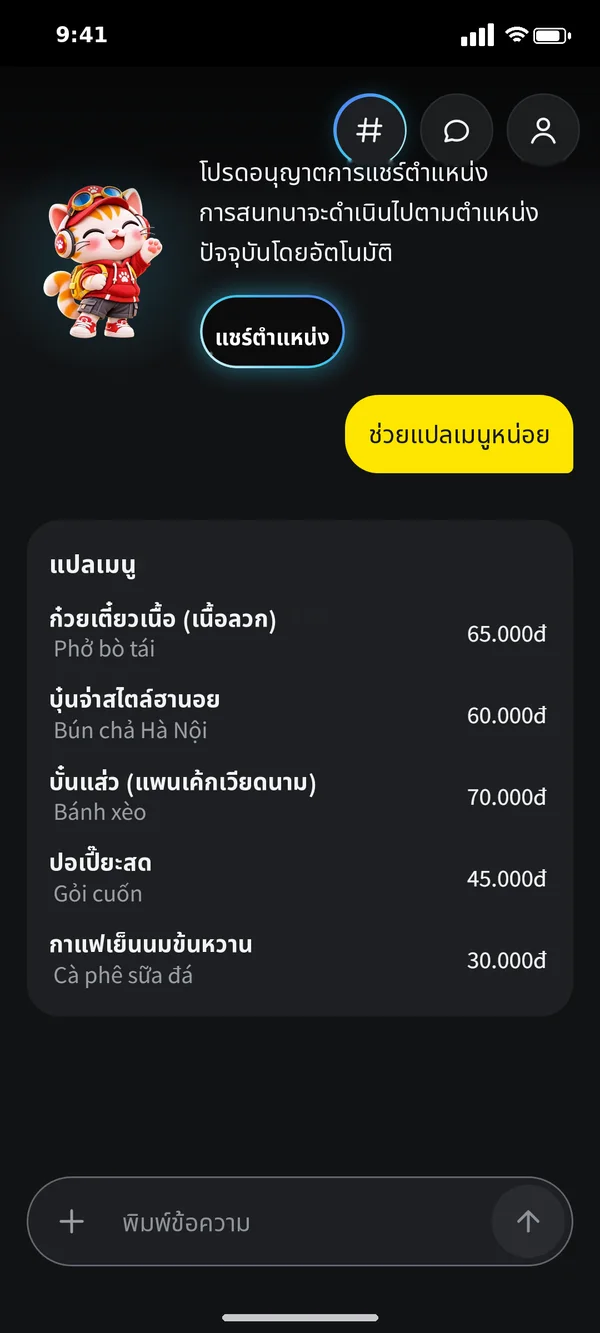 9:41
โปรดอนุญาตการแชร์ตำแหน่ง
การสนทนาจะดำเนินไปตามตำแหน่ง
ปัจจุบันโดยอัตโนมัติ
แชร์ตำแหน่ง
ช่วยแปลเมนูหน่อย
แปลเมนู
ก๋วยเตี๋ยวเนื้อ (เนื้อลวก)
Phở bò tái
65.000đ
บุ๋นจ่าสไตล์ฮานอย
Bún chả Hà Nội
60.000đ
บั๋นแส่ว (แพนเค้กเวียดนาม)
Bánh xèo
70.000đ
ปอเปี๊ยะสด
Gỏi cuốn
45.000đ
กาแฟเย็นนมข้นหวาน
Cà phê sữa đá
30.000đ
พิมพ์ข้อความ